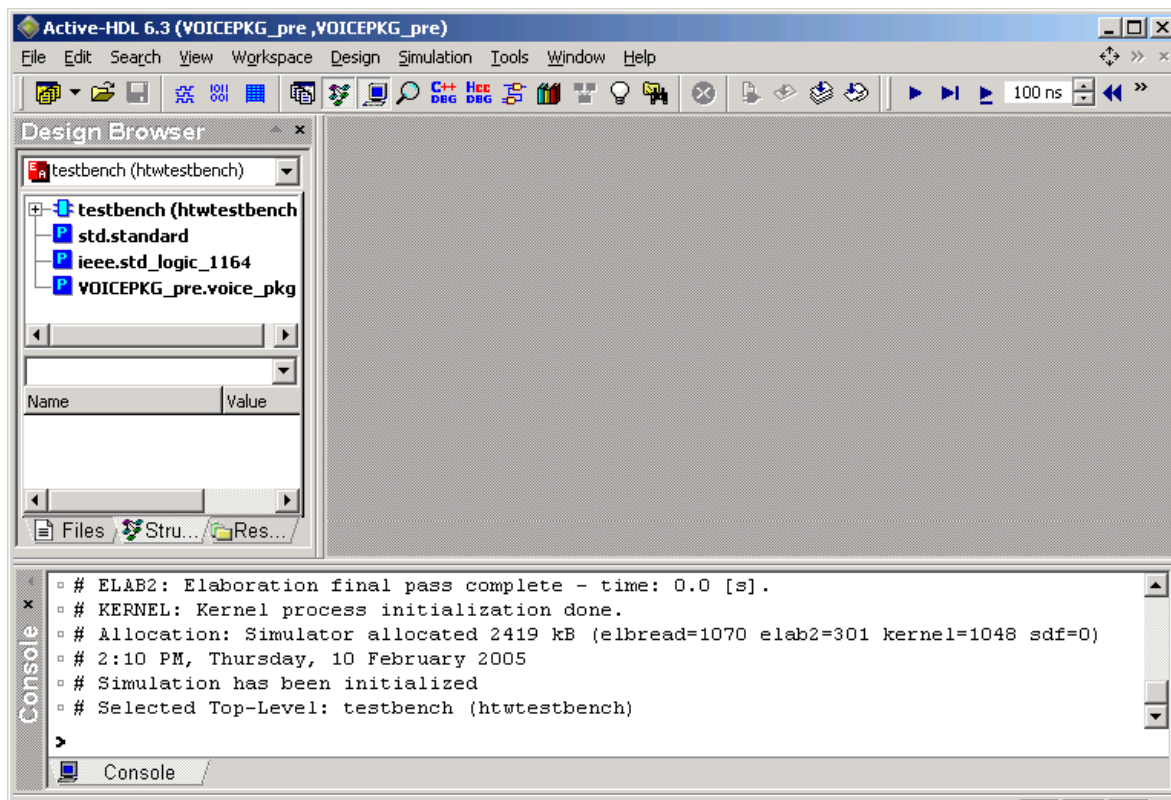 Active-HDL 6.3 (VOICEPKG_pre ,VOICEPKG_pre)
File Edit Search View Workspace Design Simulation Tools Window Help
C++ DBG HCC DBG 100 ns
Design Browser
testbench (htwtestbench)
testbench (htwtestbench
std.standard
ieee.std_logic_1164
VOICEPKG_pre.voice_pkg
Name Value
Files Stru... Res...
# ELAB2: Elaboration final pass complete - time: 0.0 [s].
# KERNEL: Kernel process initialization done.
# Allocation: Simulator allocated 2419 kB (elbread=1070 elab2=301 kernel=1048 sdf=0)
# 2:10 PM, Thursday, 10 February 2005
# Simulation has been initialized
# Selected Top-Level: testbench (htwtestbench)
>
Console
Console